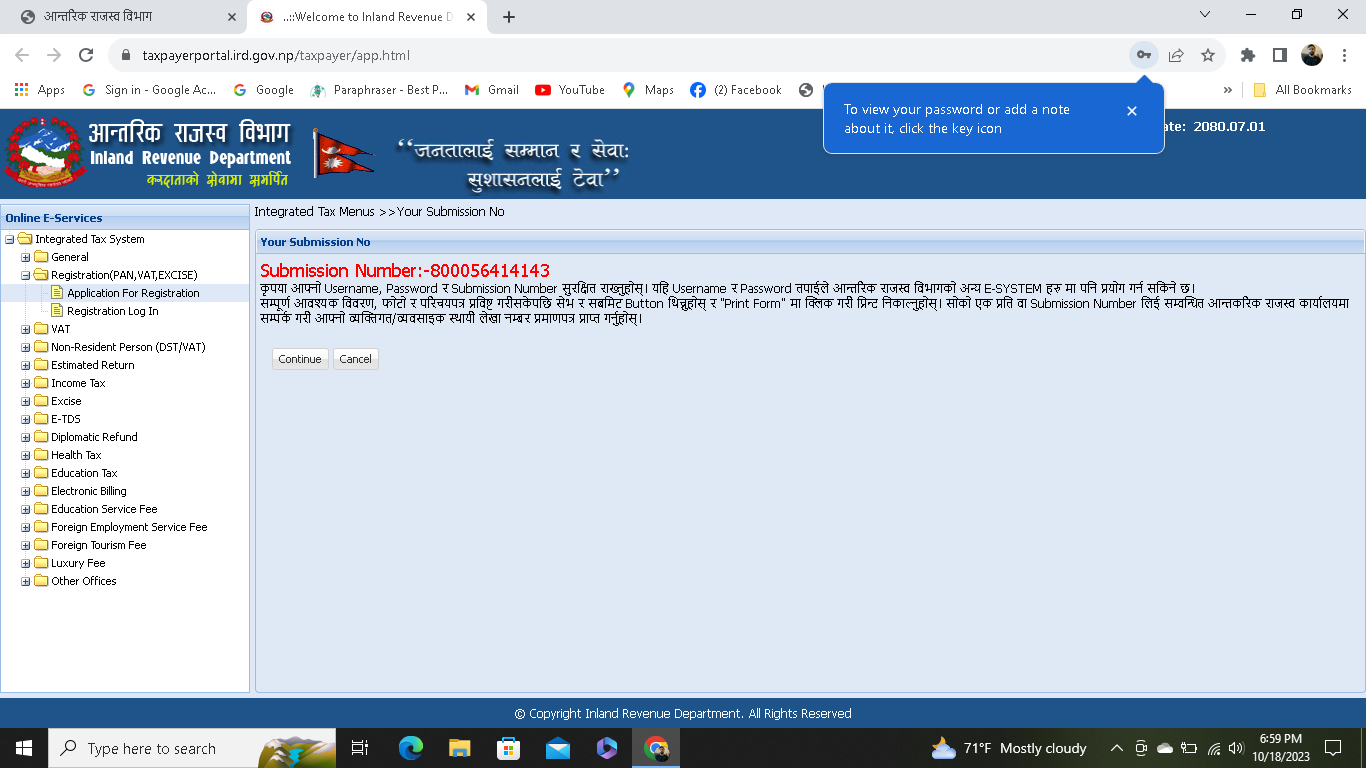 आन्तरिक राजस्व विभाग
..::Welcome to Inland Revenue D
taxpayerportal.ird.gov.np/taxpayer/app.html
Apps
Sign in - Google Ac...
Google
Paraphraser - Best P...
Gmail
YouTube
Maps
(2) Facebook
»
All Bookmarks
To view your password or add a note
about it, click the key icon
आन्तरिक राजस्व विभाग
Inland Revenue Department
करदाताको सेवामा समर्पित
“जनतालाई सम्मान र सेवाः
सुशासनलाई टेवा”
ate: 2080.07.01
Online E-Services
Integrated Tax System
General
Registration(PAN,VAT,EXCISE)
Application For Registration
Registration Log In
VAT
Non-Resident Person (DST/VAT)
Estimated Return
Income Tax
Excise
E-TDS
Diplomatic Refund
Health Tax
Education Tax
Electronic Billing
Education Service Fee
Foreign Employment Service Fee
Foreign Tourism Fee
Luxury Fee
Other Offices
Integrated Tax Menus >>Your Submission No
Your Submission No
Submission Number:-800056414143
कृपया आफ्नो Username, Password र Submission Number सुरक्षित राख्नुहोस्। यहि Username र Password तपाईले आन्तरिक राजस्व विभागको अन्य E-SYSTEM हरु मा पनि प्रयोग गर्न सकिने छ।
सम्पूर्ण आवश्यक विवरण, फोटो र परिचयपत्र प्रविष्ट गरीसकेपछि सेभ र सबमिट Button थिच्नुहोस् र "Print Form" मा क्लिक गरी प्रिन्ट निकाल्नुहोस्। सोको एक प्रति वा Submission Number लिई सम्वन्धित आन्तकरिक राजस्व कार्यालयमा
सम्पर्क गरी आफ्नो व्यक्तिगत/व्यवसाइक स्थायी लेखा नम्बर प्रमाणपत्र प्राप्त गर्नुहोस्।
Continue
Cancel
© Copyright Inland Revenue Department. All Rights Reserved
Type here to search
71°F Mostly cloudy
6:59 PM
10/18/2023